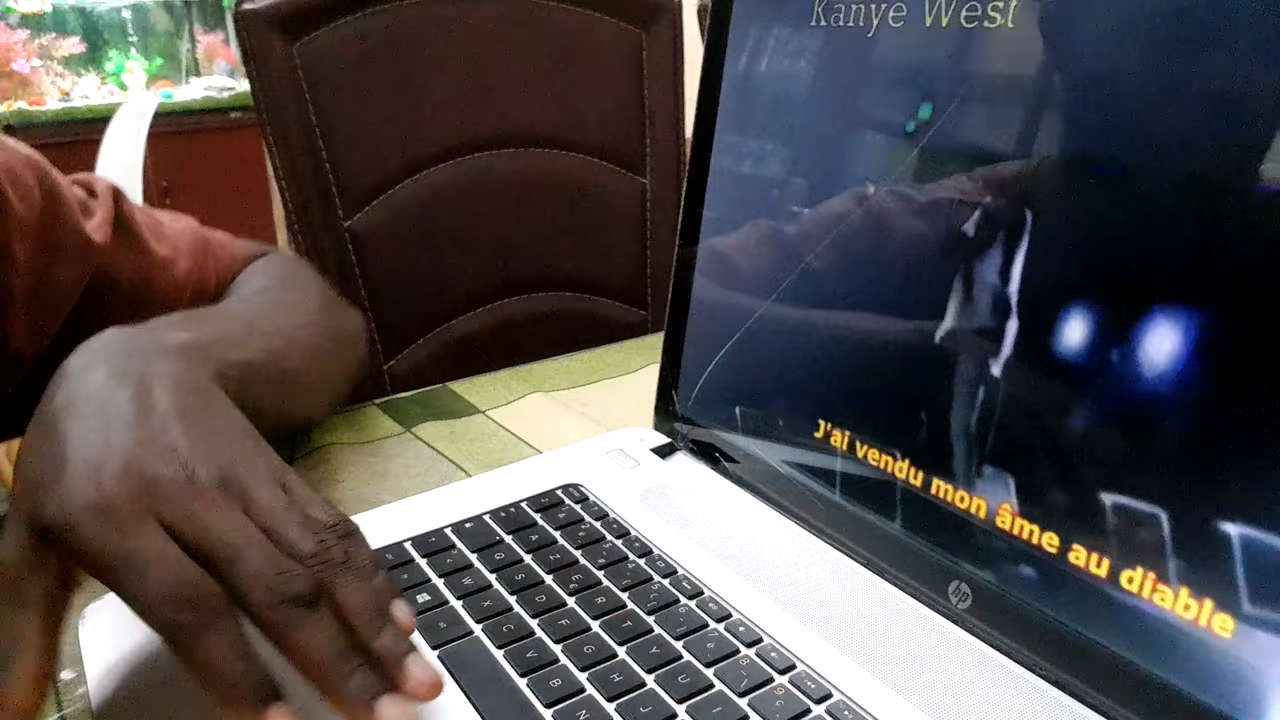 Kanye West
J'ai vendu mon âme au diable
hp
A Z E R T Y U I
Q S D F G H J
W X C V B N